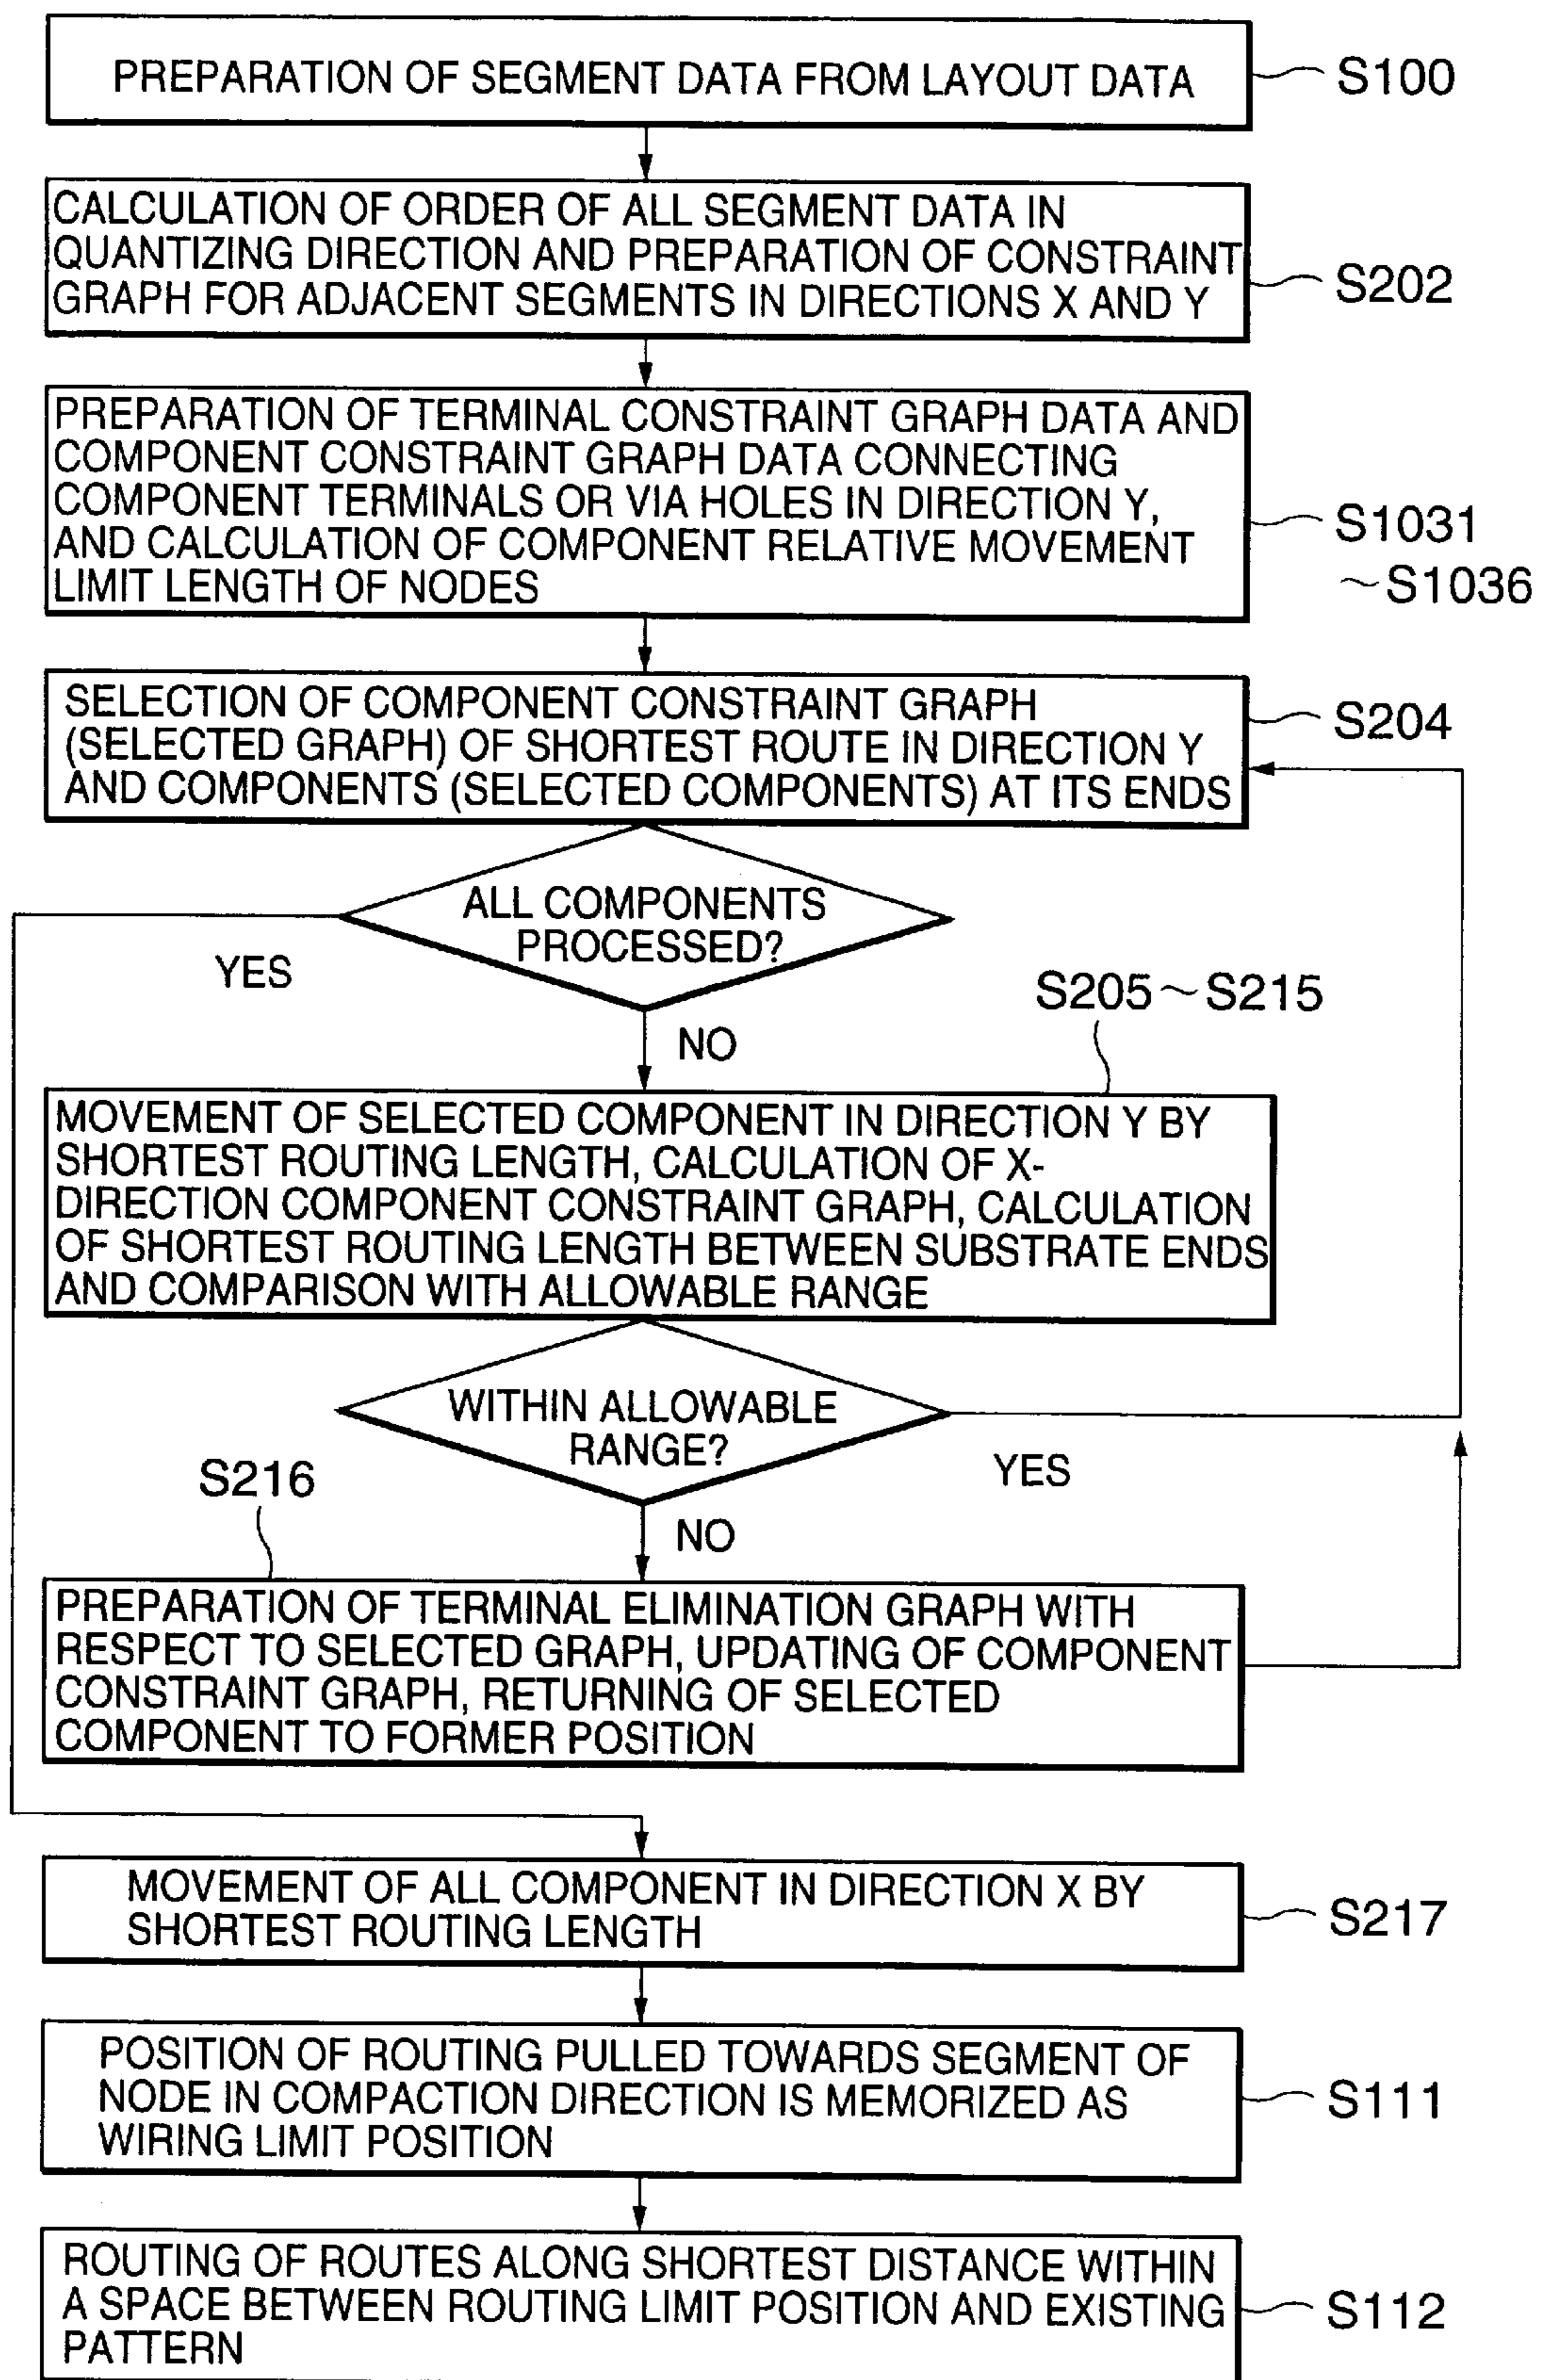 PREPARATION OF SEGMENT DATA FROM LAYOUT DATA
S100
CALCULATION OF ORDER OF ALL SEGMENT DATA IN
QUANTIZING DIRECTION AND PREPARATION OF CONSTRAINT
GRAPH FOR ADJACENT SEGMENTS IN DIRECTIONS X AND Y
S202
PREPARATION OF TERMINAL CONSTRAINT GRAPH DATA AND
COMPONENT CONSTRAINT GRAPH DATA CONNECTING
COMPONENT TERMINALS OR VIA HOLES IN DIRECTION Y,
AND CALCULATION OF COMPONENT RELATIVE MOVEMENT
LIMIT LENGTH OF NODES
S1031
~S1036
SELECTION OF COMPONENT CONSTRAINT GRAPH
(SELECTED GRAPH) OF SHORTEST ROUTE IN DIRECTION Y
AND COMPONENTS (SELECTED COMPONENTS) AT ITS ENDS
S204
ALL COMPONENTS
PROCESSED?
YES
NO
S205~S215
MOVEMENT OF SELECTED COMPONENT IN DIRECTION Y BY
SHORTEST ROUTING LENGTH, CALCULATION OF X-
DIRECTION COMPONENT CONSTRAINT GRAPH, CALCULATION
OF SHORTEST ROUTING LENGTH BETWEEN SUBSTRATE ENDS
AND COMPARISON WITH ALLOWABLE RANGE
WITHIN ALLOWABLE
RANGE?
YES
NO
S216
PREPARATION OF TERMINAL ELIMINATION GRAPH WITH
RESPECT TO SELECTED GRAPH, UPDATING OF COMPONENT
CONSTRAINT GRAPH, RETURNING OF SELECTED
COMPONENT TO FORMER POSITION
MOVEMENT OF ALL COMPONENT IN DIRECTION X BY
SHORTEST ROUTING LENGTH
S217
POSITION OF ROUTING PULLED TOWARDS SEGMENT OF
NODE IN COMPACTION DIRECTION IS MEMORIZED AS
WIRING LIMIT POSITION
S111
ROUTING OF ROUTES ALONG SHORTEST DISTANCE WITHIN
A SPACE BETWEEN ROUTING LIMIT POSITION AND EXISTING
PATTERN
S112